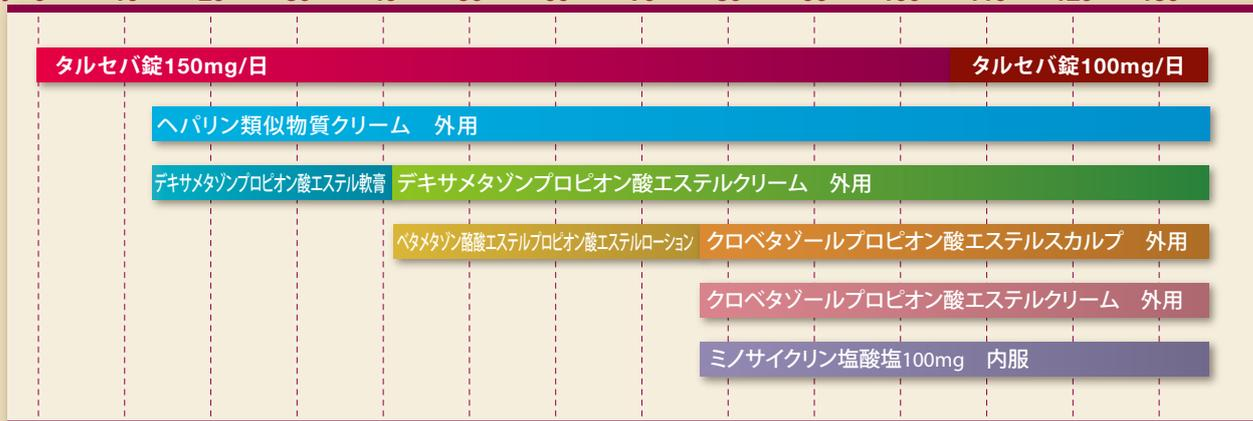 タルセバ錠150mg/日 タルセバ錠100mg/日
ヘパリン類似物質クリーム 外用
デキサメタゾンプロピオン酸エステル軟膏 デキサメタゾンプロピオン酸エステルクリーム 外用
ベタメタゾン酪酸エステルプロピオン酸エステルローション クロベタゾールプロピオン酸エステルスカルプ 外用
クロベタゾールプロピオン酸エステルクリーム 外用
ミノサイクリン塩酸塩100mg 内服